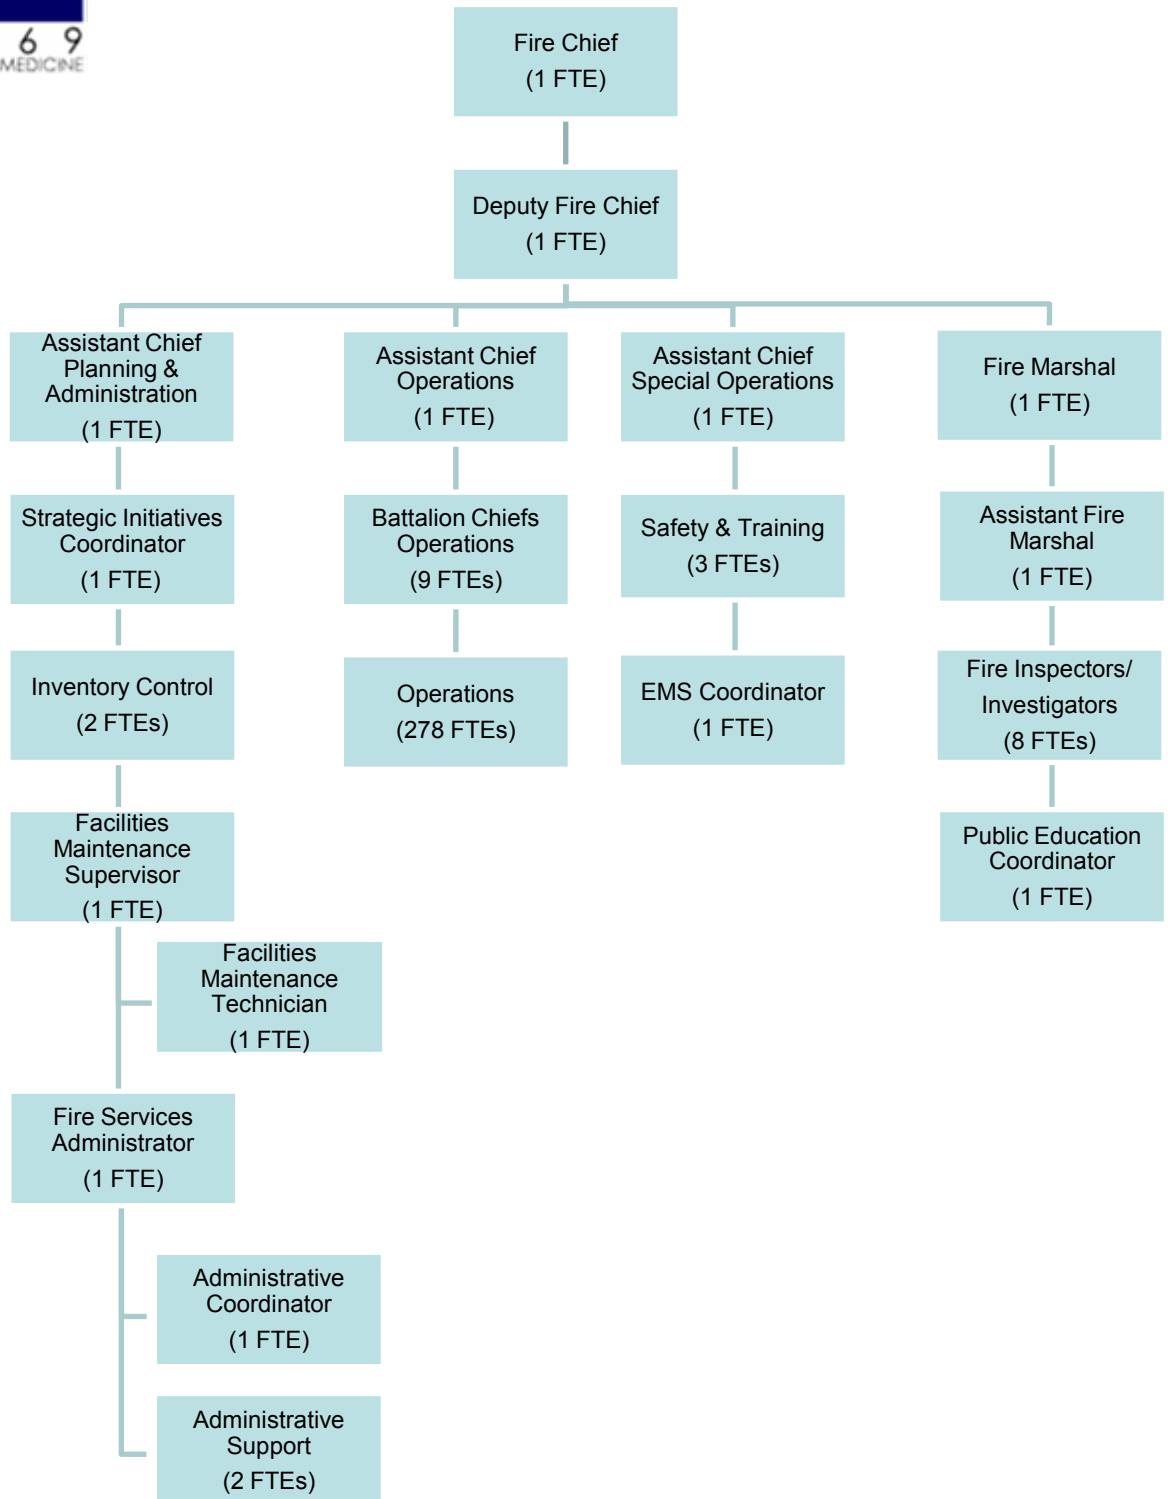 6 9
MEDICINE
Fire Chief
(1 FTE)
Deputy Fire Chief
(1 FTE)
Assistant Chief
Planning &
Administration
(1 FTE)
Assistant Chief
Operations
(1 FTE)
Assistant Chief
Special Operations
(1 FTE)
Fire Marshal
(1 FTE)
Strategic Initiatives
Coordinator
(1 FTE)
Battalion Chiefs
Operations
(9 FTEs)
Safety & Training
(3 FTEs)
Assistant Fire
Marshal
(1 FTE)
Inventory Control
(2 FTEs)
Operations
(278 FTEs)
EMS Coordinator
(1 FTE)
Fire Inspectors/
Investigators
(8 FTEs)
Facilities
Maintenance
Supervisor
(1 FTE)
Public Education
Coordinator
(1 FTE)
Facilities
Maintenance
Technician
(1 FTE)
Fire Services
Administrator
(1 FTE)
Administrative
Coordinator
(1 FTE)
Administrative
Support
(2 FTEs)